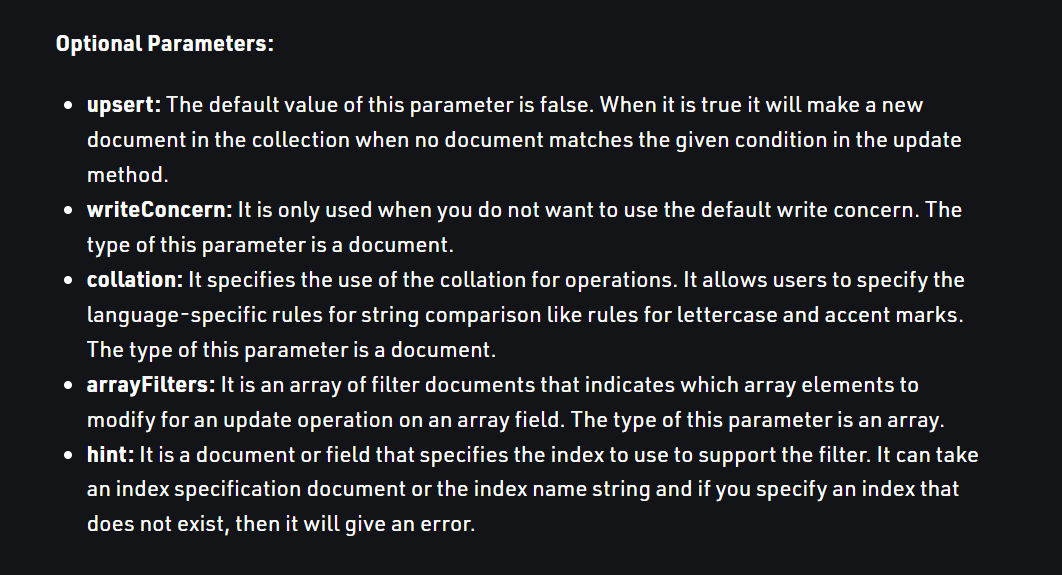 Optional Parameters:
• upsert: The default value of this parameter is false. When it is true it will make a new
document in the collection when no document matches the given condition in the update
method.
• writeConcern: It is only used when you do not want to use the default write concern. The
type of this parameter is a document.
• collation: It specifies the use of the collation for operations. It allows users to specify the
language-specific rules for string comparison like rules for lettercase and accent marks.
The type of this parameter is a document.
• arrayFilters: It is an array of filter documents that indicates which array elements to
modify for an update operation on an array field. The type of this parameter is an array.
• hint: It is a document or field that specifies the index to use to support the filter. It can take
an index specification document or the index name string and if you specify an index that
does not exist, then it will give an error.